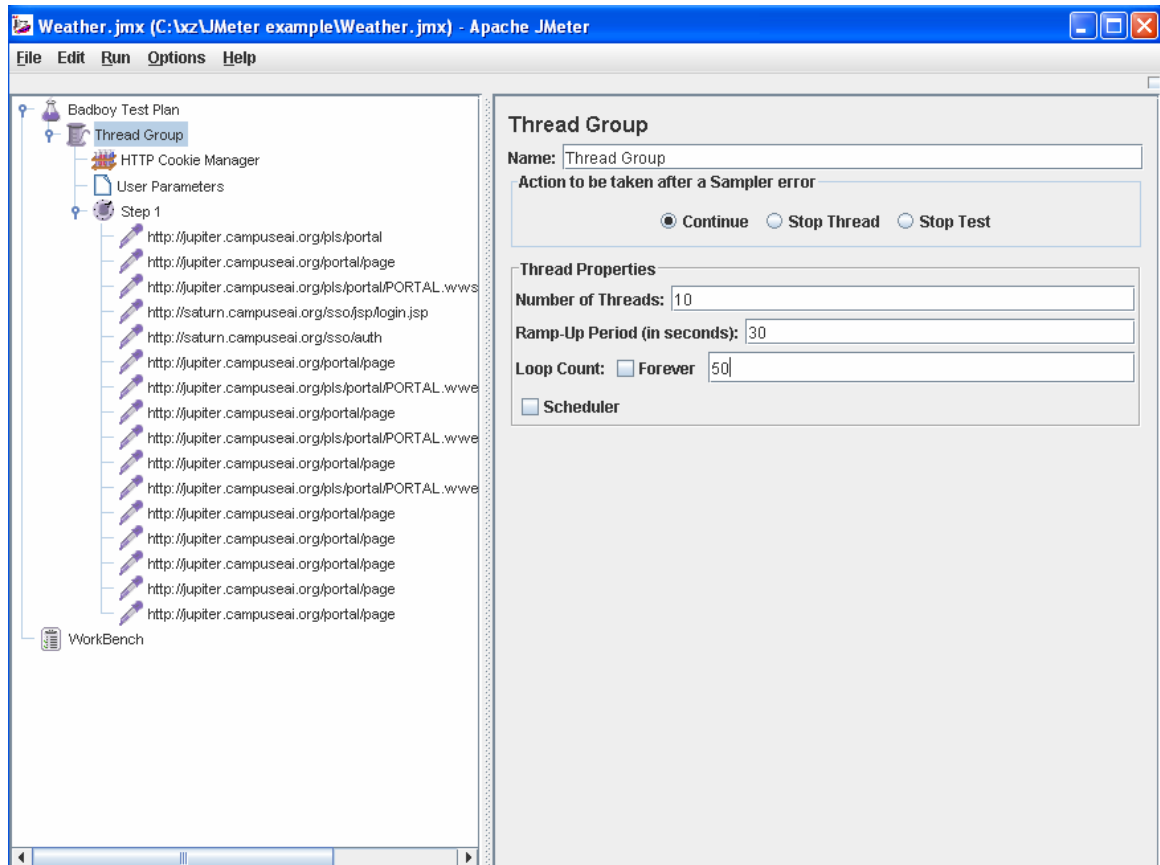 Weather.jmx (C:\xz\JMeter example\Weather.jmx) - Apache JMeter
File Edit Run Options Help
Badboy Test Plan
Thread Group
HTTP Cookie Manager
User Parameters
Step 1
http://jupiter.campuseai.org/pls/portal
http://jupiter.campuseai.org/portal/page
http://jupiter.campuseai.org/pls/portal/PORTAL.wws
http://saturn.campuseai.org/sso/jsp/login.jsp
http://saturn.campuseai.org/sso/auth
http://jupiter.campuseai.org/portal/page
http://jupiter.campuseai.org/pls/portal/PORTAL.wwe
http://jupiter.campuseai.org/portal/page
http://jupiter.campuseai.org/pls/portal/PORTAL.wwe
http://jupiter.campuseai.org/portal/page
http://jupiter.campuseai.org/pls/portal/PORTAL.wwe
http://jupiter.campuseai.org/portal/page
http://jupiter.campuseai.org/portal/page
http://jupiter.campuseai.org/portal/page
http://jupiter.campuseai.org/portal/page
http://jupiter.campuseai.org/portal/page
WorkBench
Thread Group
Name: Thread Group
Action to be taken after a Sampler error
Continue Stop Thread Stop Test
Thread Properties
Number of Threads: 10
Ramp-Up Period (in seconds): 30
Loop Count: Forever 50
Scheduler